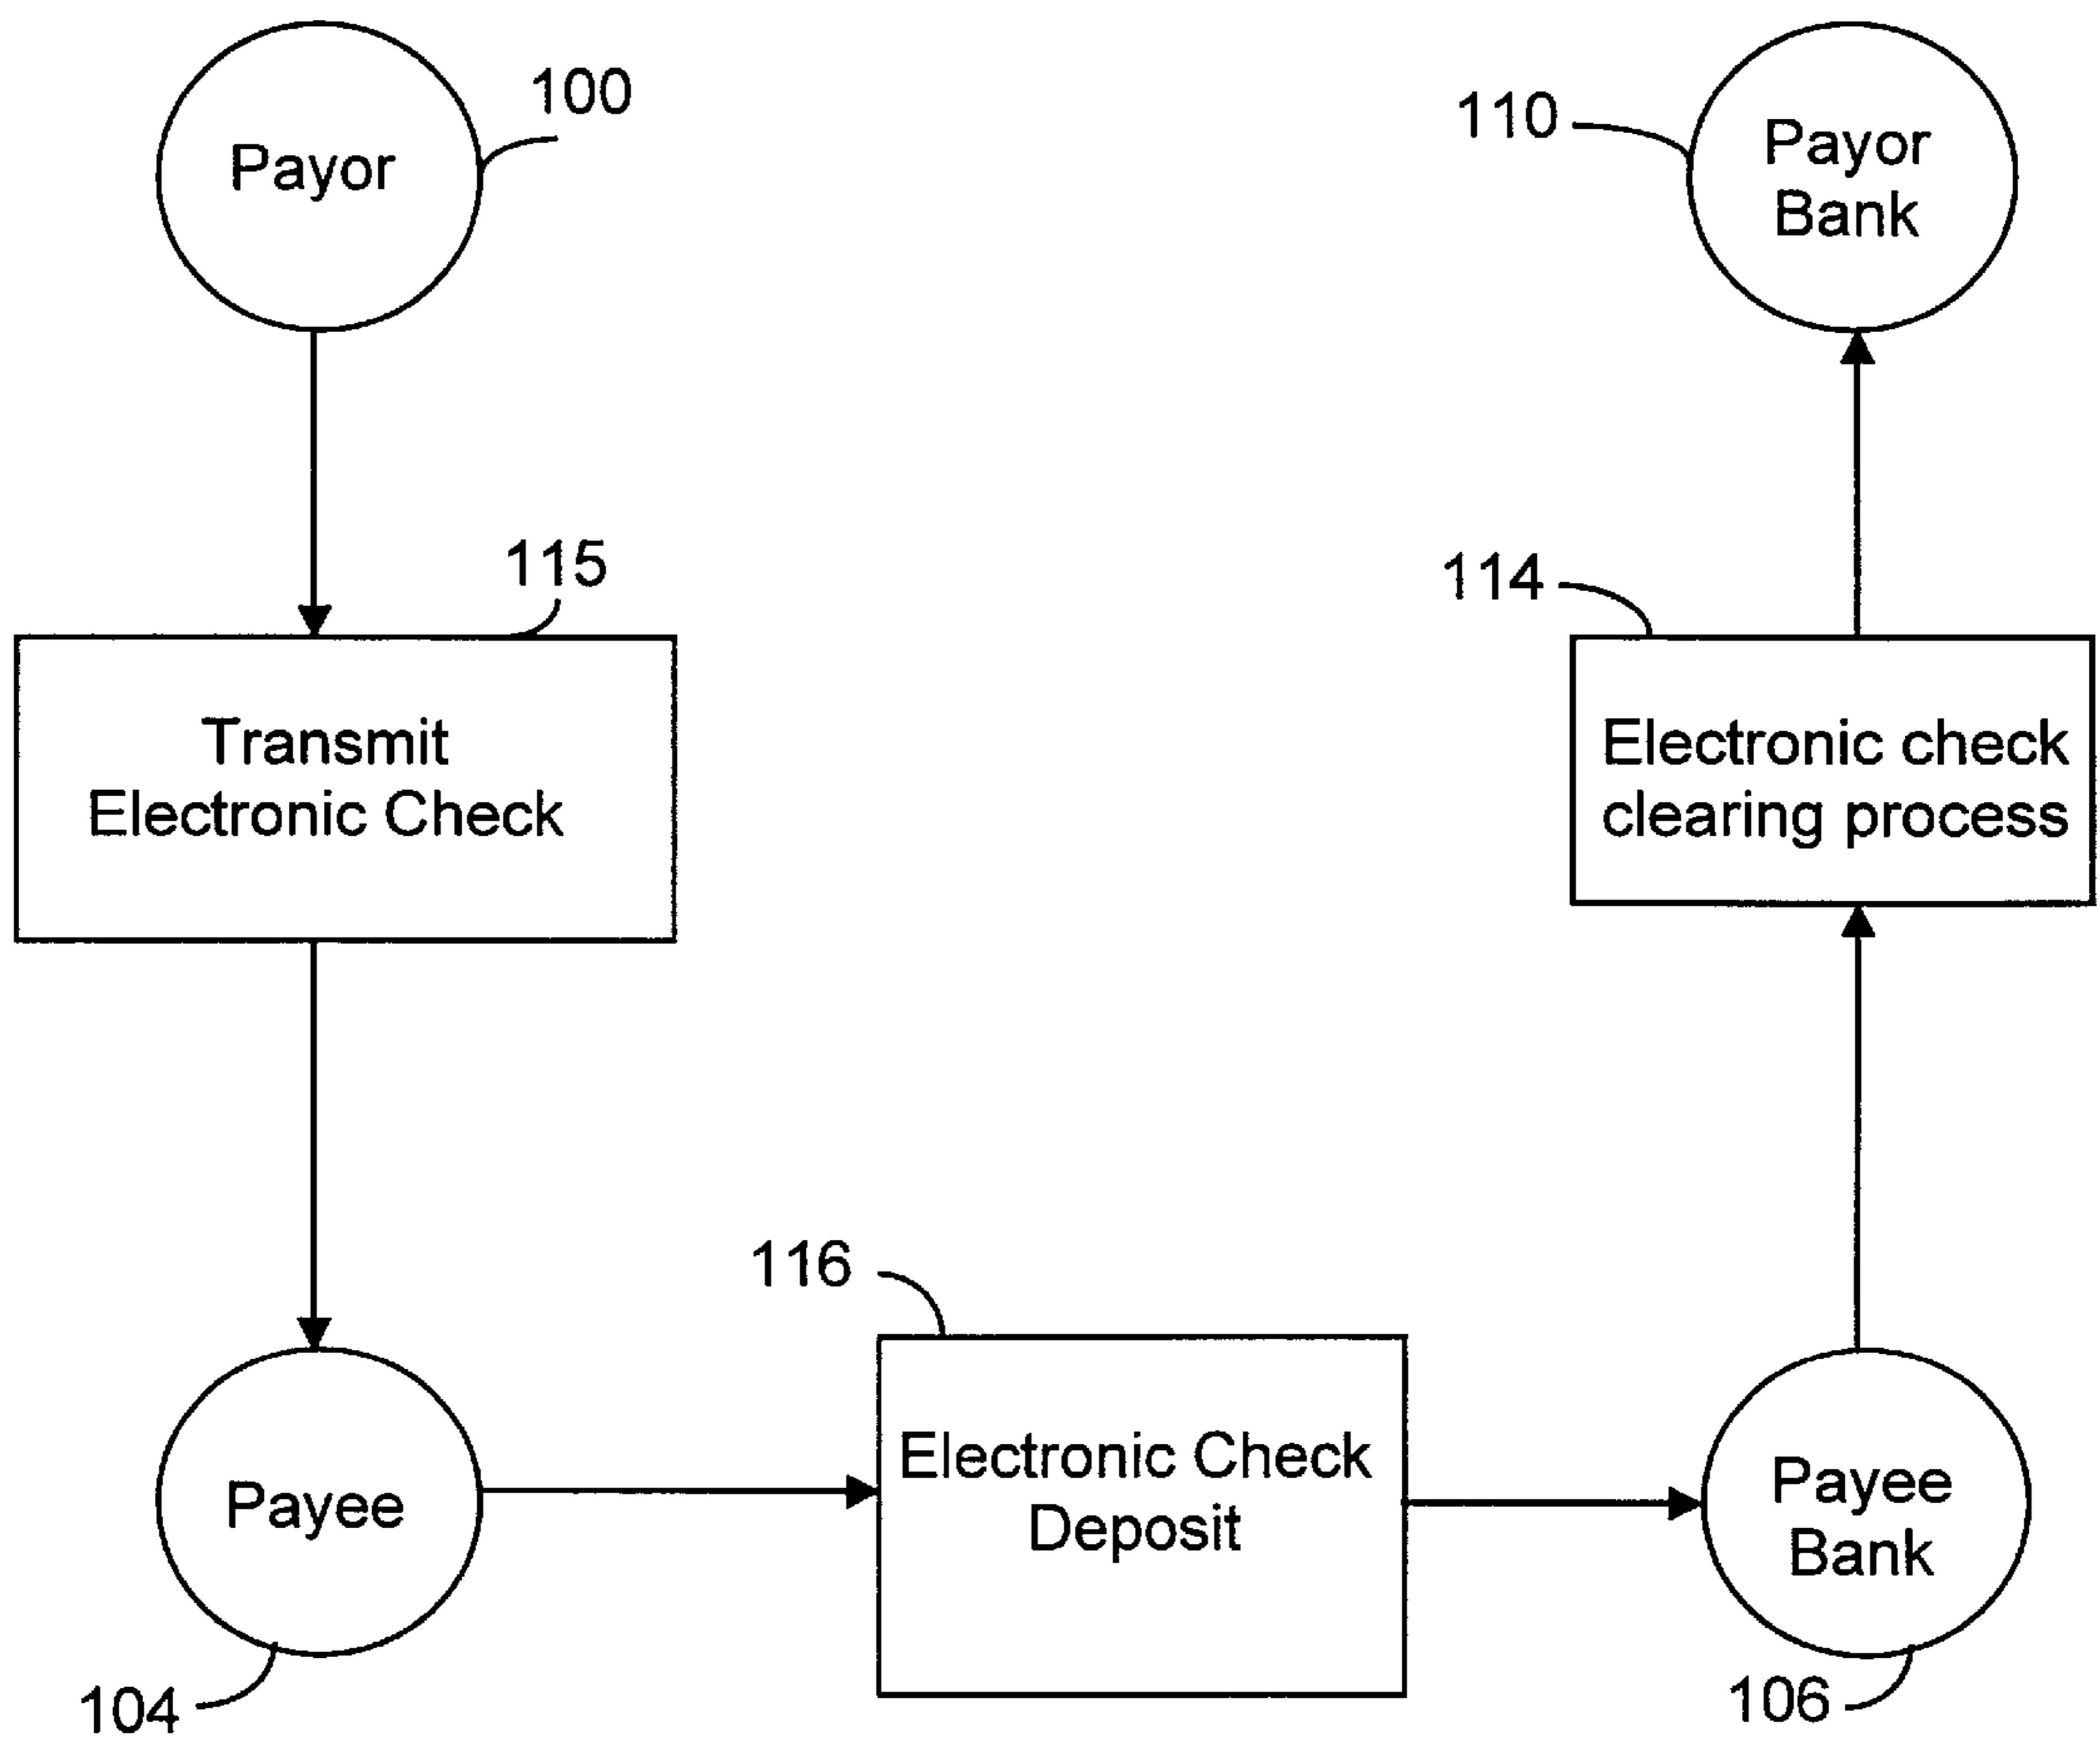 100
Payor
110
Payor
Bank
115
Transmit
Electronic Check
114
Electronic check
clearing process
116
Electronic Check
Deposit
Payee
104
Payee
Bank
106